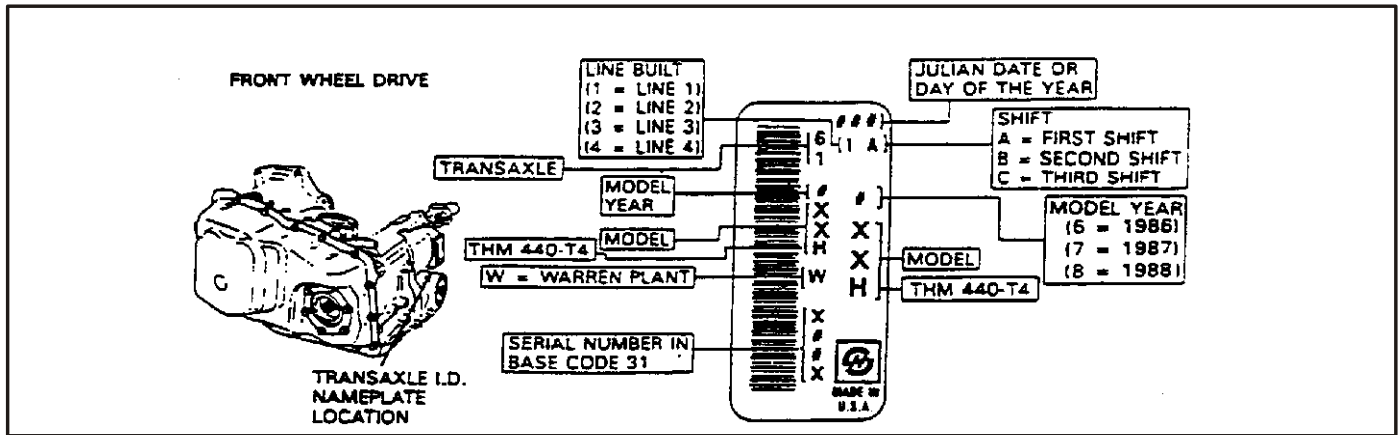 FRONT WHEEL DRIVE
LINE BUILT
(1 = LINE 1)
(2 = LINE 2)
(3 = LINE 3)
(4 = LINE 4)
TRANSAXLE
MODEL
YEAR
MODEL
THM 440-T4
W = WARREN PLANT
SERIAL NUMBER IN
BASE CODE 31
TRANSAXLE I.D.
NAMEPLATE
LOCATION
# # #
6
1
1 A
#
X
X
H
W
X
#
#
X
#
X
X
H
MADE IN
U.S.A
JULIAN DATE OR
DAY OF THE YEAR
SHIFT
A = FIRST SHIFT
B = SECOND SHIFT
C = THIRD SHIFT
MODEL YEAR
(6 = 1986)
(7 = 1987)
(8 = 1988)
MODEL
THM 440-T4